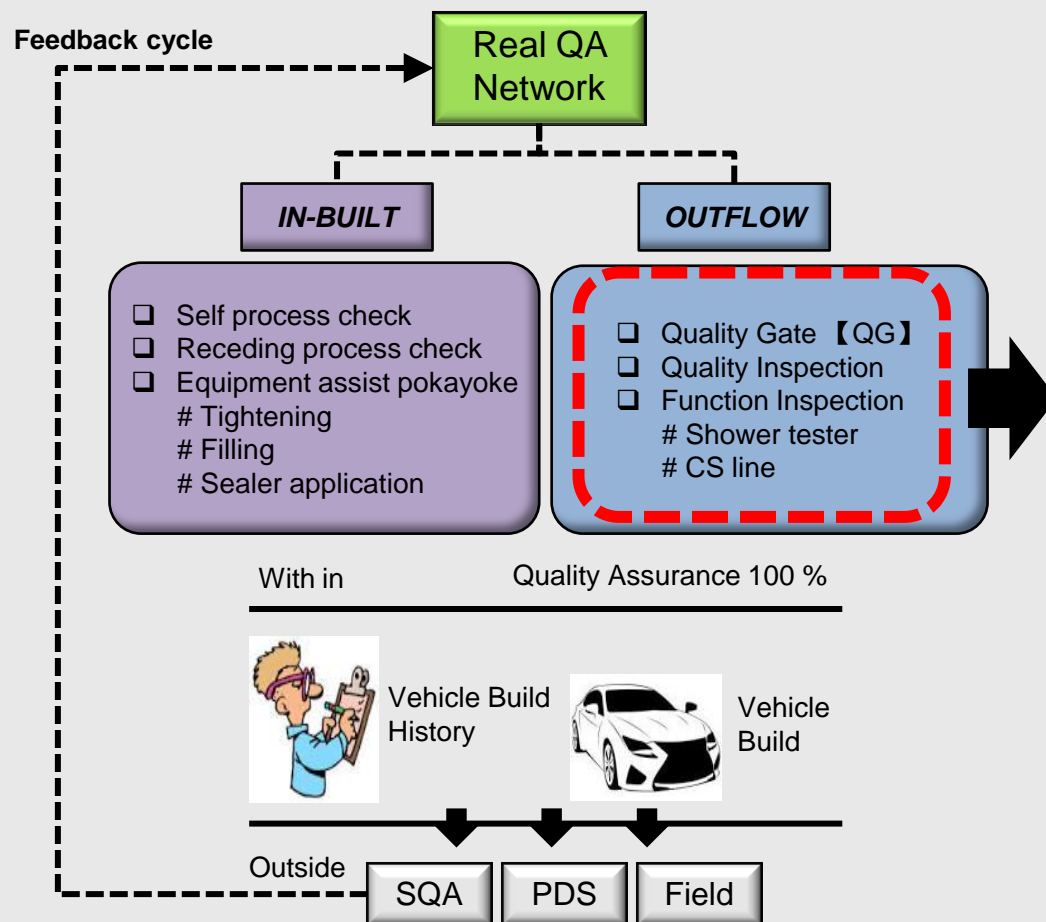 Feedback cycle
Real QA
Network
IN-BUILT
OUTFLOW
❑ Self process check
❑ Receding process check
❑ Equipment assist pokayoke
# Tightening
# Filling
# Sealer application
❑ Quality Gate【QG】
❑ Quality Inspection
❑ Function Inspection
# Shower tester
# CS line
With in
Quality Assurance 100 %
Vehicle Build
History
Vehicle
Build
Outside
SQA
PDS
Field